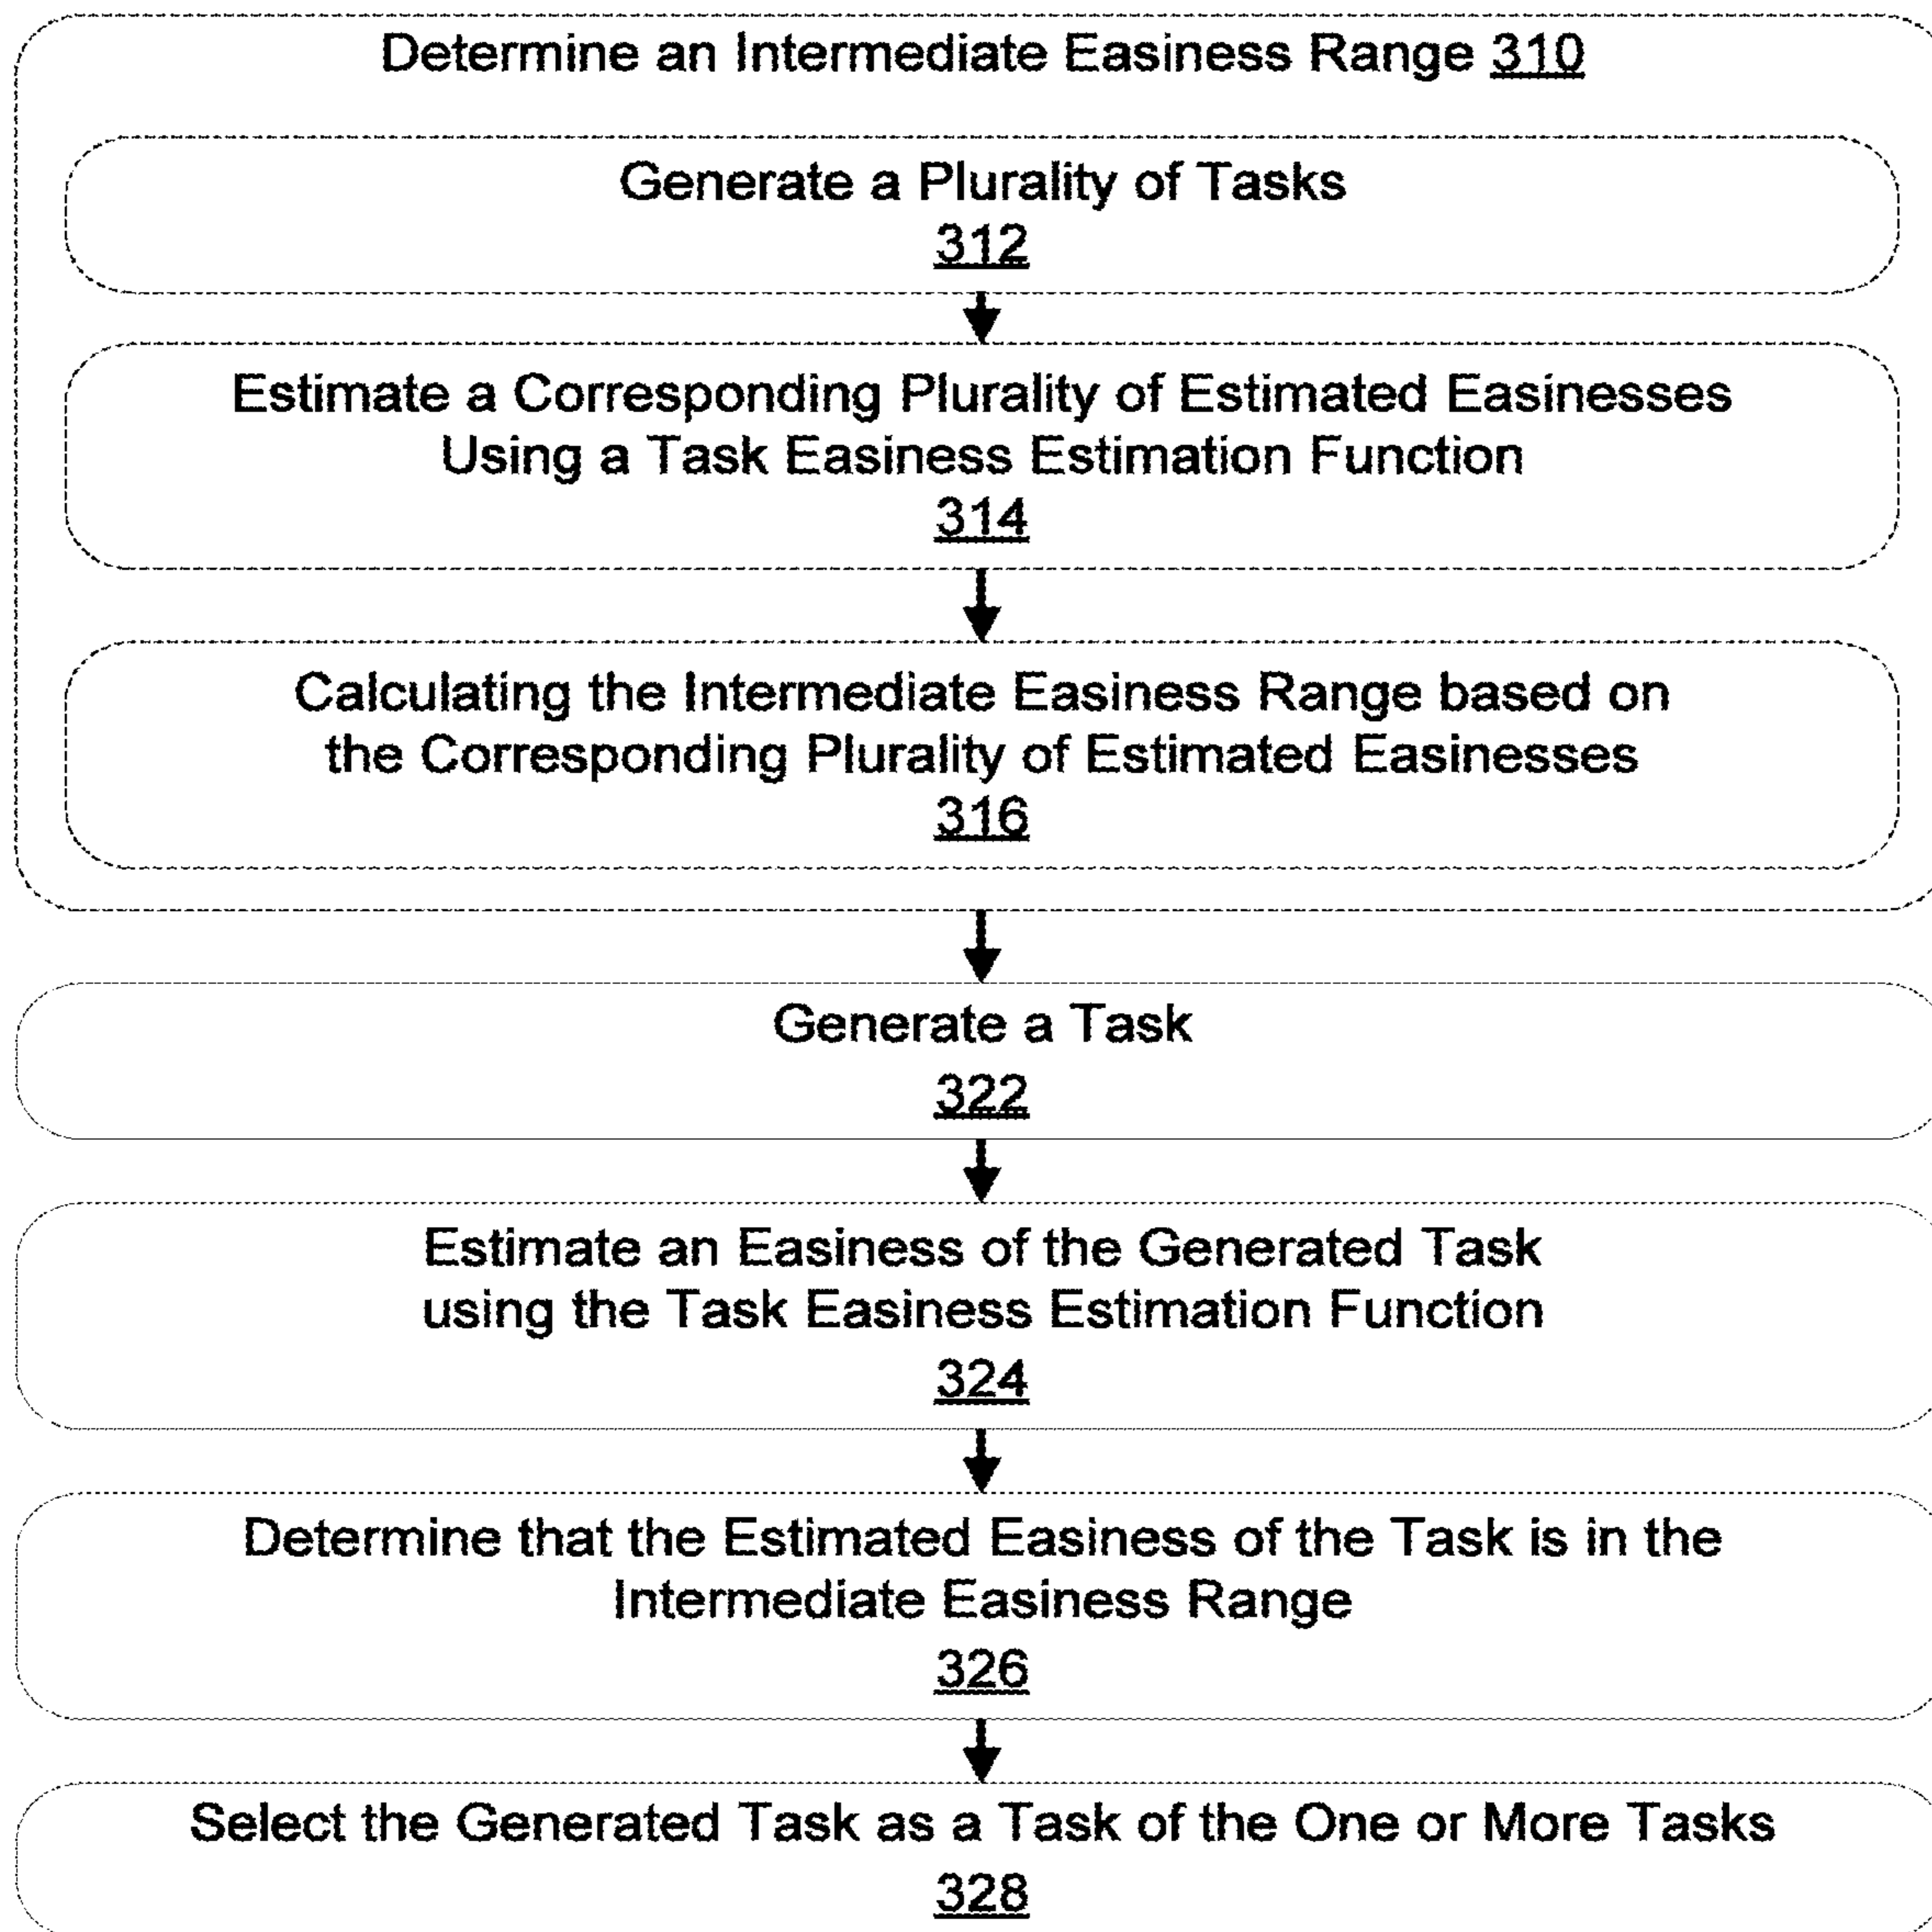 Determine an Intermediate Easiness Range 310
Generate a Plurality of Tasks
312
Estimate a Corresponding Plurality of Estimated Easinesses
Using a Task Easiness Estimation Function
314
Calculating the Intermediate Easiness Range based on
the Corresponding Plurality of Estimated Easinesses
316
Generate a Task
322
Estimate an Easiness of the Generated Task
using the Task Easiness Estimation Function
324
Determine that the Estimated Easiness of the Task is in the
Intermediate Easiness Range
326
Select the Generated Task as a Task of the One or More Tasks
328